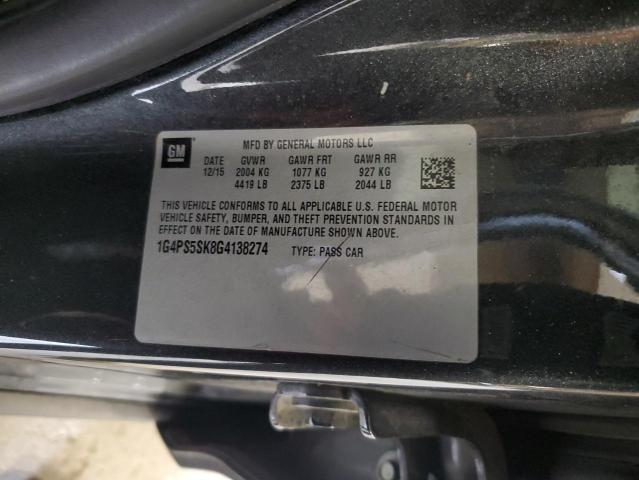 GM
MFD BY GENERAL MOTORS LLC
DATE GVWR GAWR FRT GAWR RR
12/15 2004 KG 1077 KG 927 KG
4419 LB 2375 LB 2044 LB
THIS VEHICLE CONFORMS TO ALL APPLICABLE U.S. FEDERAL MOTOR
VEHICLE SAFETY, BUMPER, AND THEFT PREVENTION STANDARDS IN
EFFECT ON THE DATE OF MANUFACTURE SHOWN ABOVE.
1G4PS5SK8G4138274 TYPE: PASS CAR